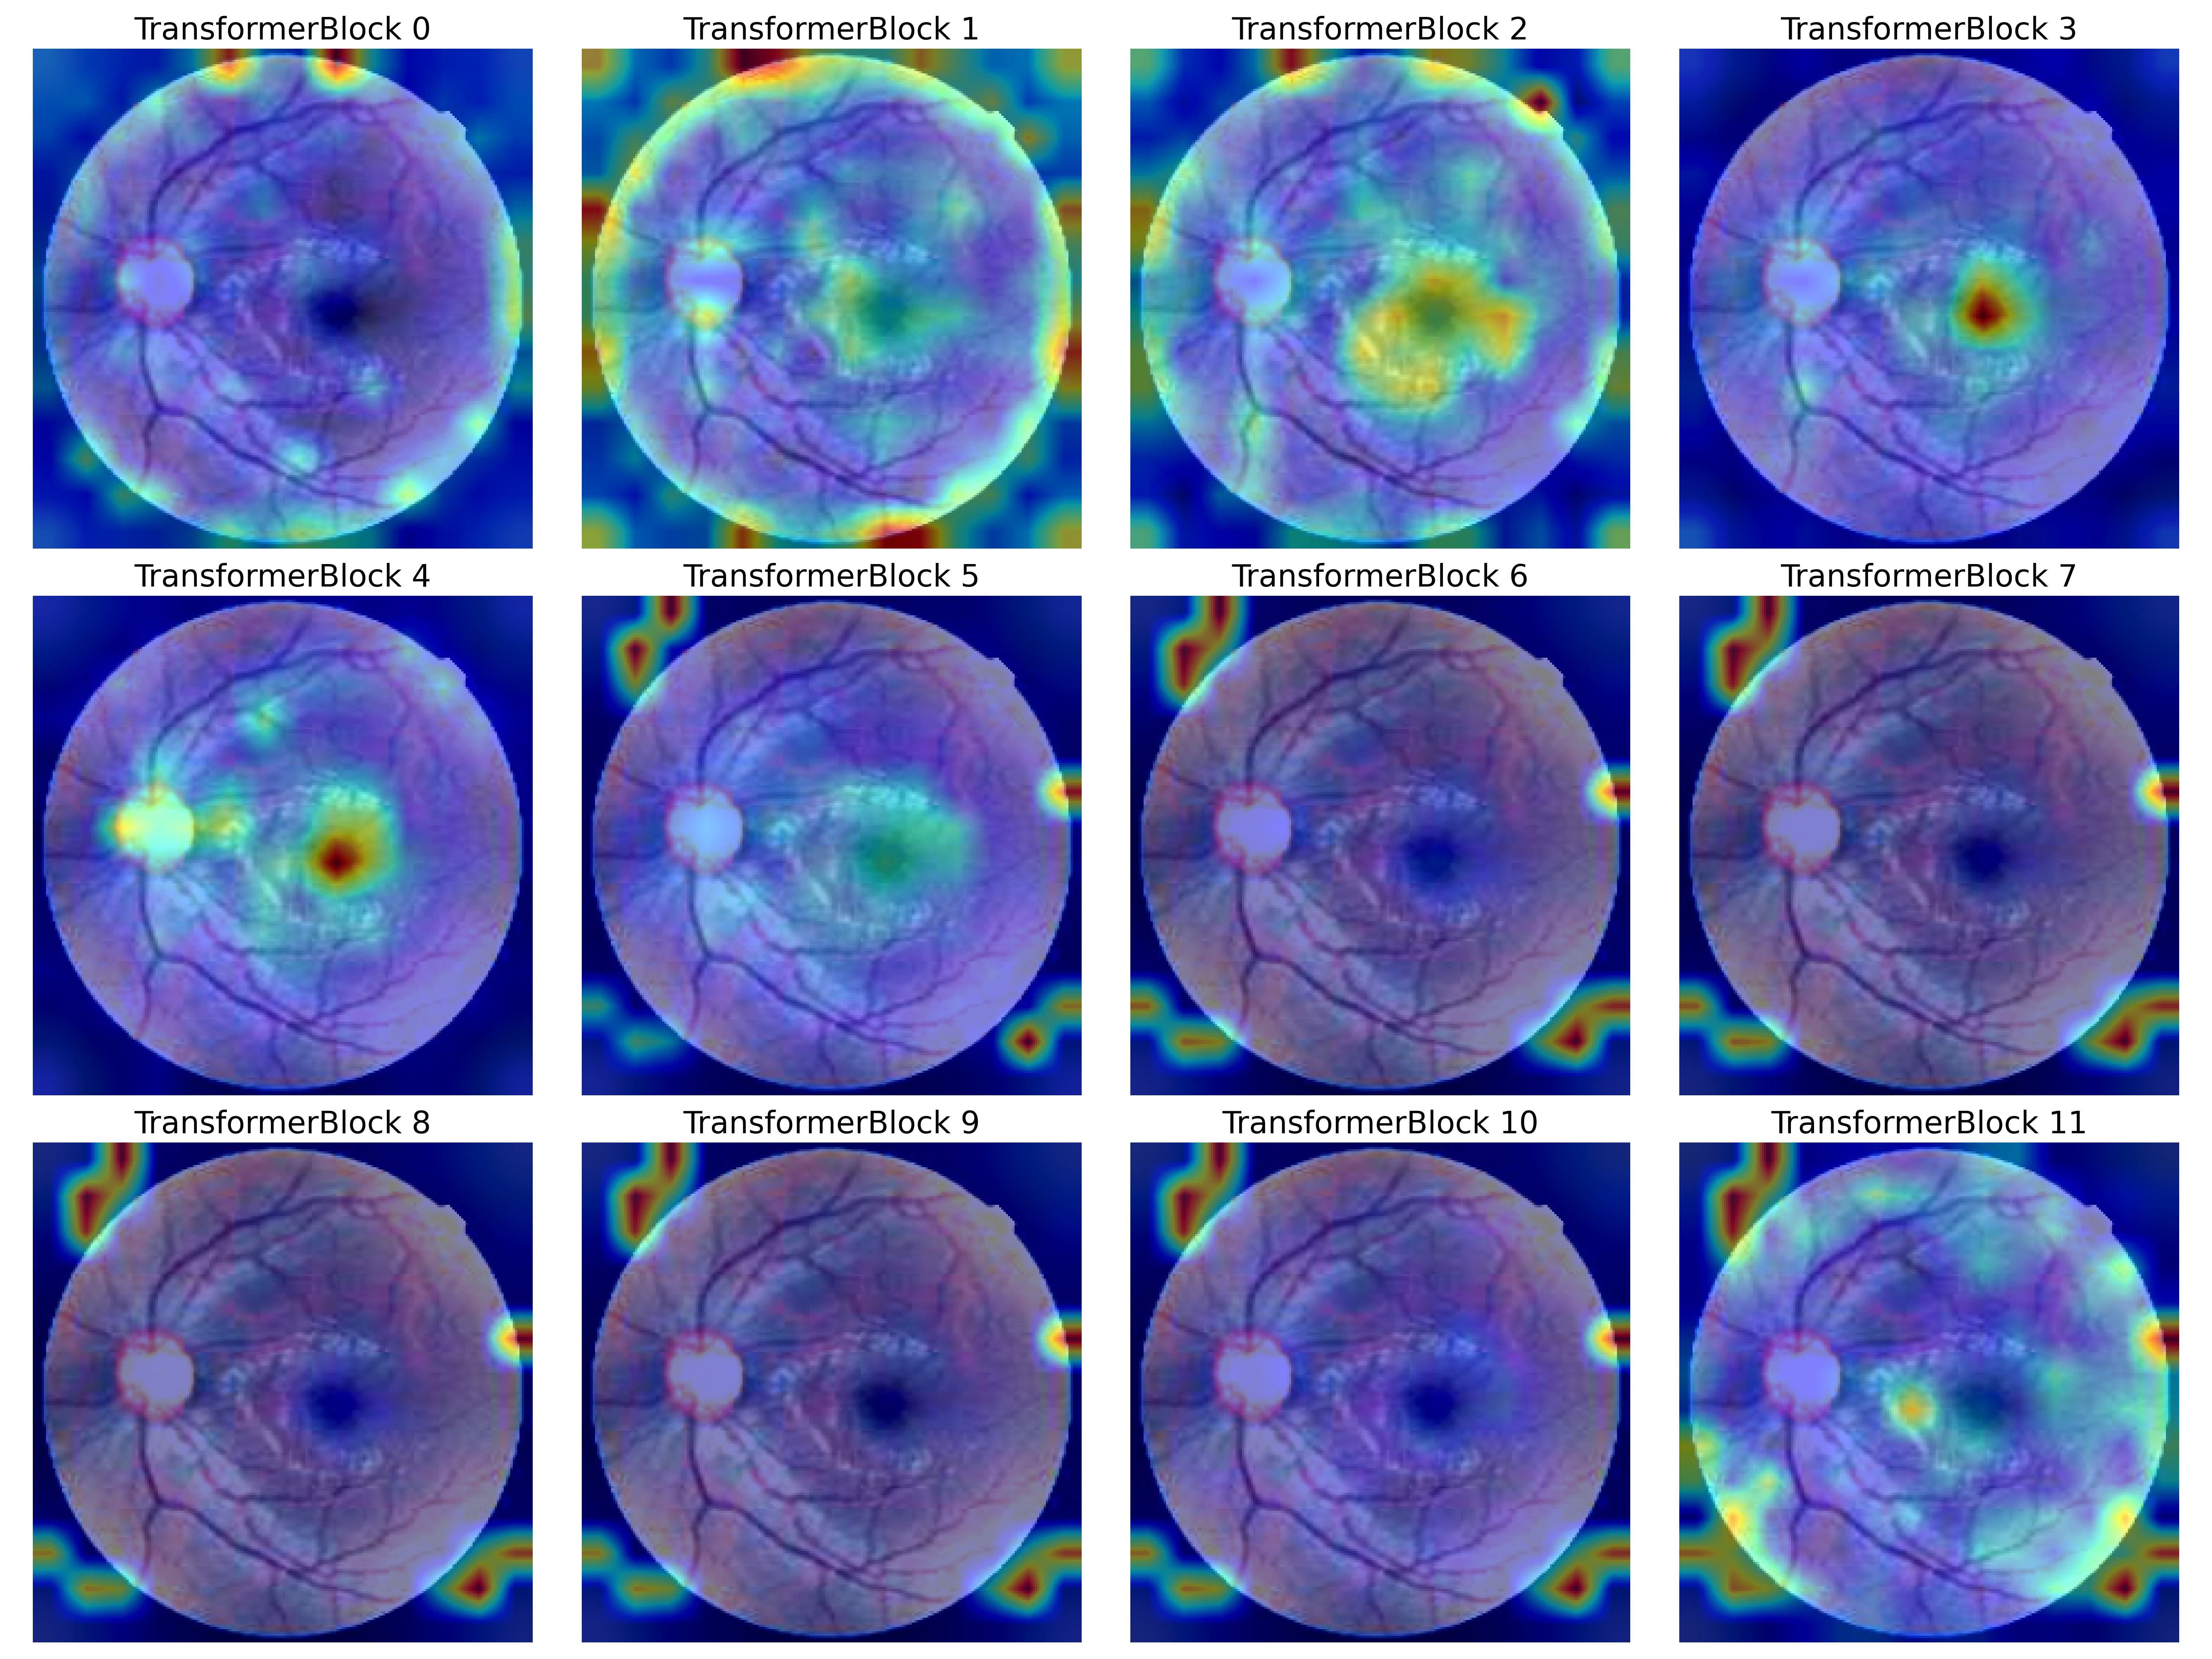 TransformerBlock 0
TransformerBlock 1
TransformerBlock 2
TransformerBlock 3
TransformerBlock 4
TransformerBlock 5
TransformerBlock 6
TransformerBlock 7
TransformerBlock 8
TransformerBlock 9
TransformerBlock 10
TransformerBlock 11